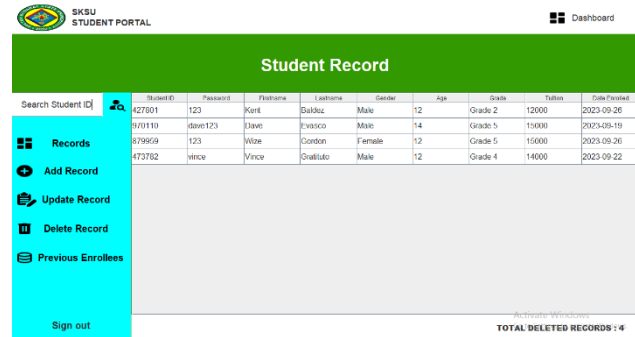 SKSU
STUDENT PORTAL
Dashboard
Student Record
Search Student ID
StudentID Password Firstname Lastname Gender Age Grade Tuition Date Enroled
427801 123 Kent Baldez Male 12 Grade 2 12000 2023-09-26
970110 dave123 Dave Evasco Male 14 Grade 5 15000 2023-09-19
879959 123 Wize Gordon Female 12 Grade 5 15000 2023-09-26
473782 vince Vince Gratituto Male 12 Grade 4 14000 2023-09-22
Records
Add Record
Update Record
Delete Record
Previous Enrollees
Sign out
Activate Windows
TOTAL DELETED RECORDS : 4